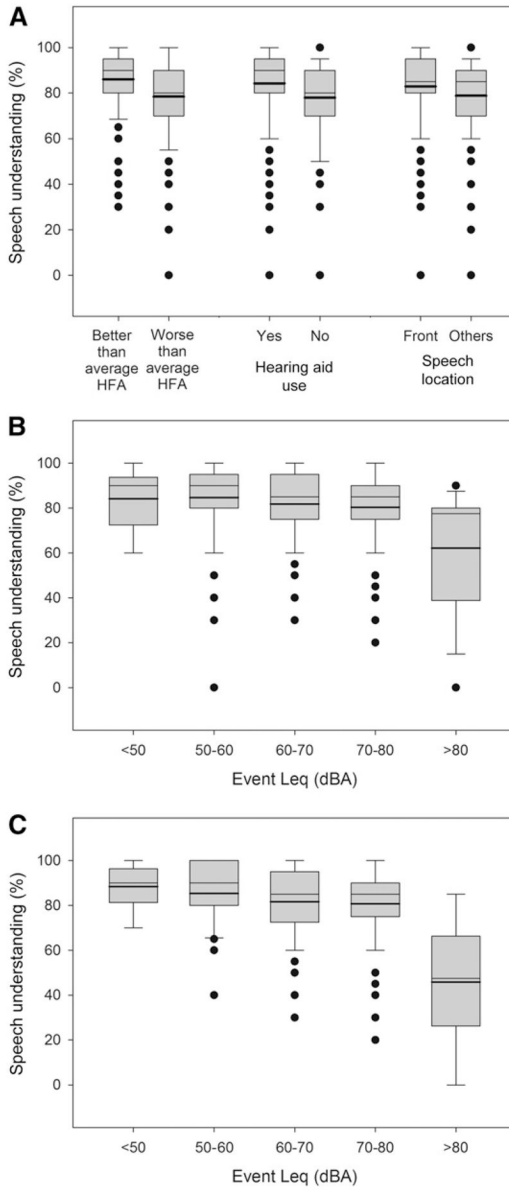 A
Speech understanding (%)
100
80
60
40
20
0
Better than average HFA
Worse than average HFA
Yes
No
Front
Others
Hearing aid use
Speech location
B
Speech understanding (%)
100
80
60
40
20
0
<50 50-60 60-70 70-80 >80
Event Leq (dBA)
C
Speech understanding (%)
100
80
60
40
20
0
<50 50-60 60-70 70-80 >80
Event Leq (dBA)